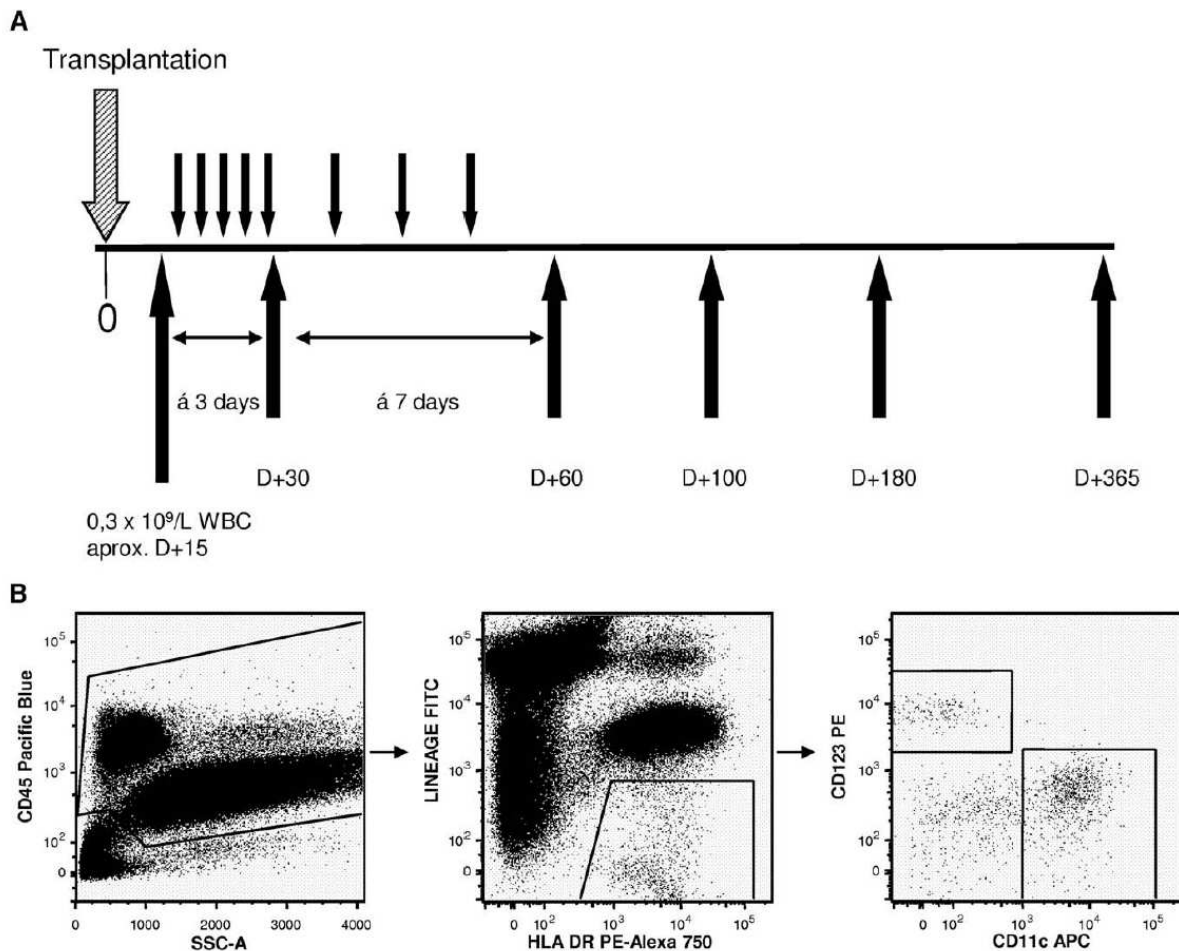 A
Transplantation
0
á 3 days
á 7 days
D+30
D+60
D+100
D+180
D+365
0,3 x 10⁹/L WBC
aprox. D+15
B
CD45 Pacific Blue
10⁵
10⁴
10³
10²
0
0
1000
2000
3000
4000
SSC-A
LINEAGE FITC
10⁵
10⁴
10³
10²
0
0
10²
10³
10⁴
10⁵
HLA DR PE-Alexa 750
CD123 PE
10⁵
10⁴
10³
10²
0
0
10²
10³
10⁴
10⁵
CD11c APC